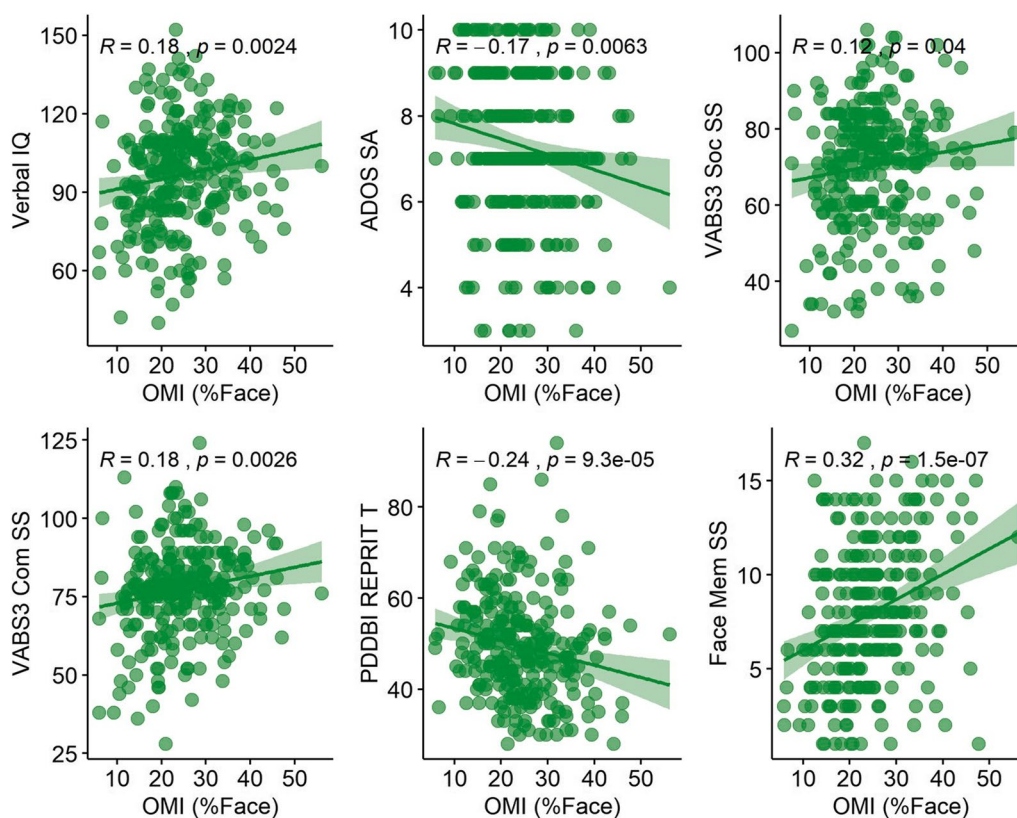 Verbal IQ
R = 0.18 , p = 0.0024
150
120
90
60
10 20 30 40 50
OMI (%Face)
ADOS SA
R = −0.17 , p = 0.0063
10
8
6
4
10 20 30 40 50
OMI (%Face)
VABS3 Soc SS
R = 0.12 , p = 0.04
100
80
60
40
10 20 30 40 50
OMI (%Face)
VABS3 Com SS
R = 0.18 , p = 0.0026
125
100
75
50
25
10 20 30 40 50
OMI (%Face)
PDDBI REPRIT T
R = −0.24 , p = 9.3e-05
80
60
40
10 20 30 40 50
OMI (%Face)
Face Mem SS
R = 0.32 , p = 1.5e-07
15
10
5
10 20 30 40 50
OMI (%Face)